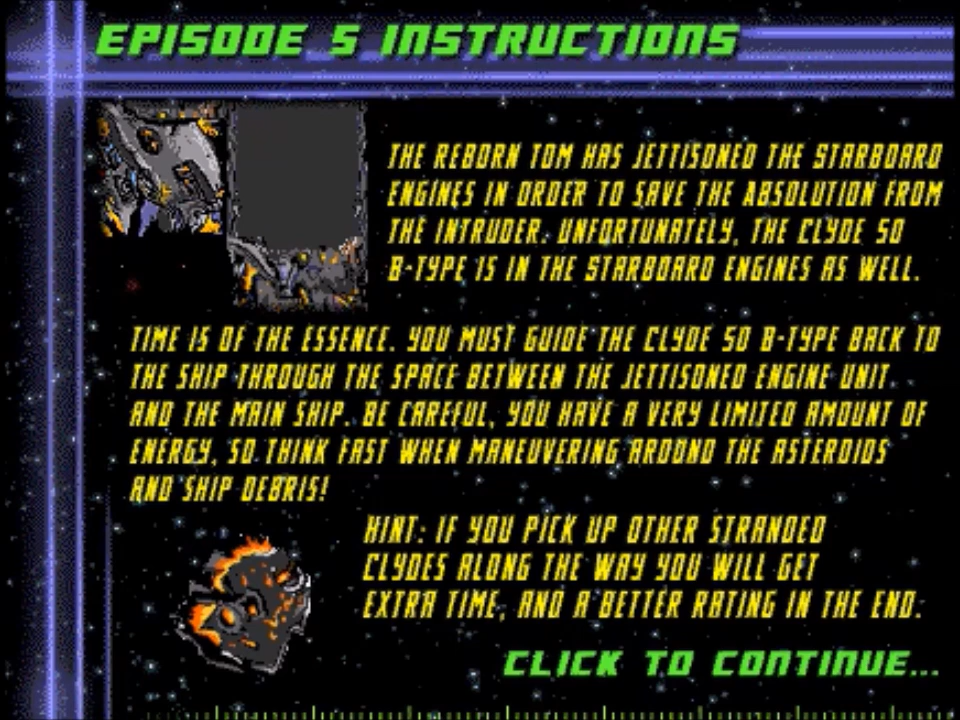 EPISODE 5 INSTRUCTIONS
THE REBORN TOM HAS JETTISONED THE STARBOARD
ENGINES IN ORDER TO SAVE THE ABSOLUTION FROM
THE INTRUDER. UNFORTUNATELY, THE CLYDE 50
B-TYPE IS IN THE STARBOARD ENGINES AS WELL.
TIME IS OF THE ESSENCE. YOU MUST GUIDE THE CLYDE 50 B-TYPE BACK TO
THE SHIP THROUGH THE SPACE BETWEEN THE JETTISONED ENGINE UNIT
AND THE MAIN SHIP. BE CAREFUL, YOU HAVE A VERY LIMITED AMOUNT OF
ENERGY, SO THINK FAST WHEN MANEUVERING AROUND THE ASTEROIDS
AND SHIP DEBRIS!
HINT: IF YOU PICK UP OTHER STRANDED
CLYDES ALONG THE WAY YOU WILL GET
EXTRA TIME, AND A BETTER RATING IN THE END.
CLICK TO CONTINUE...